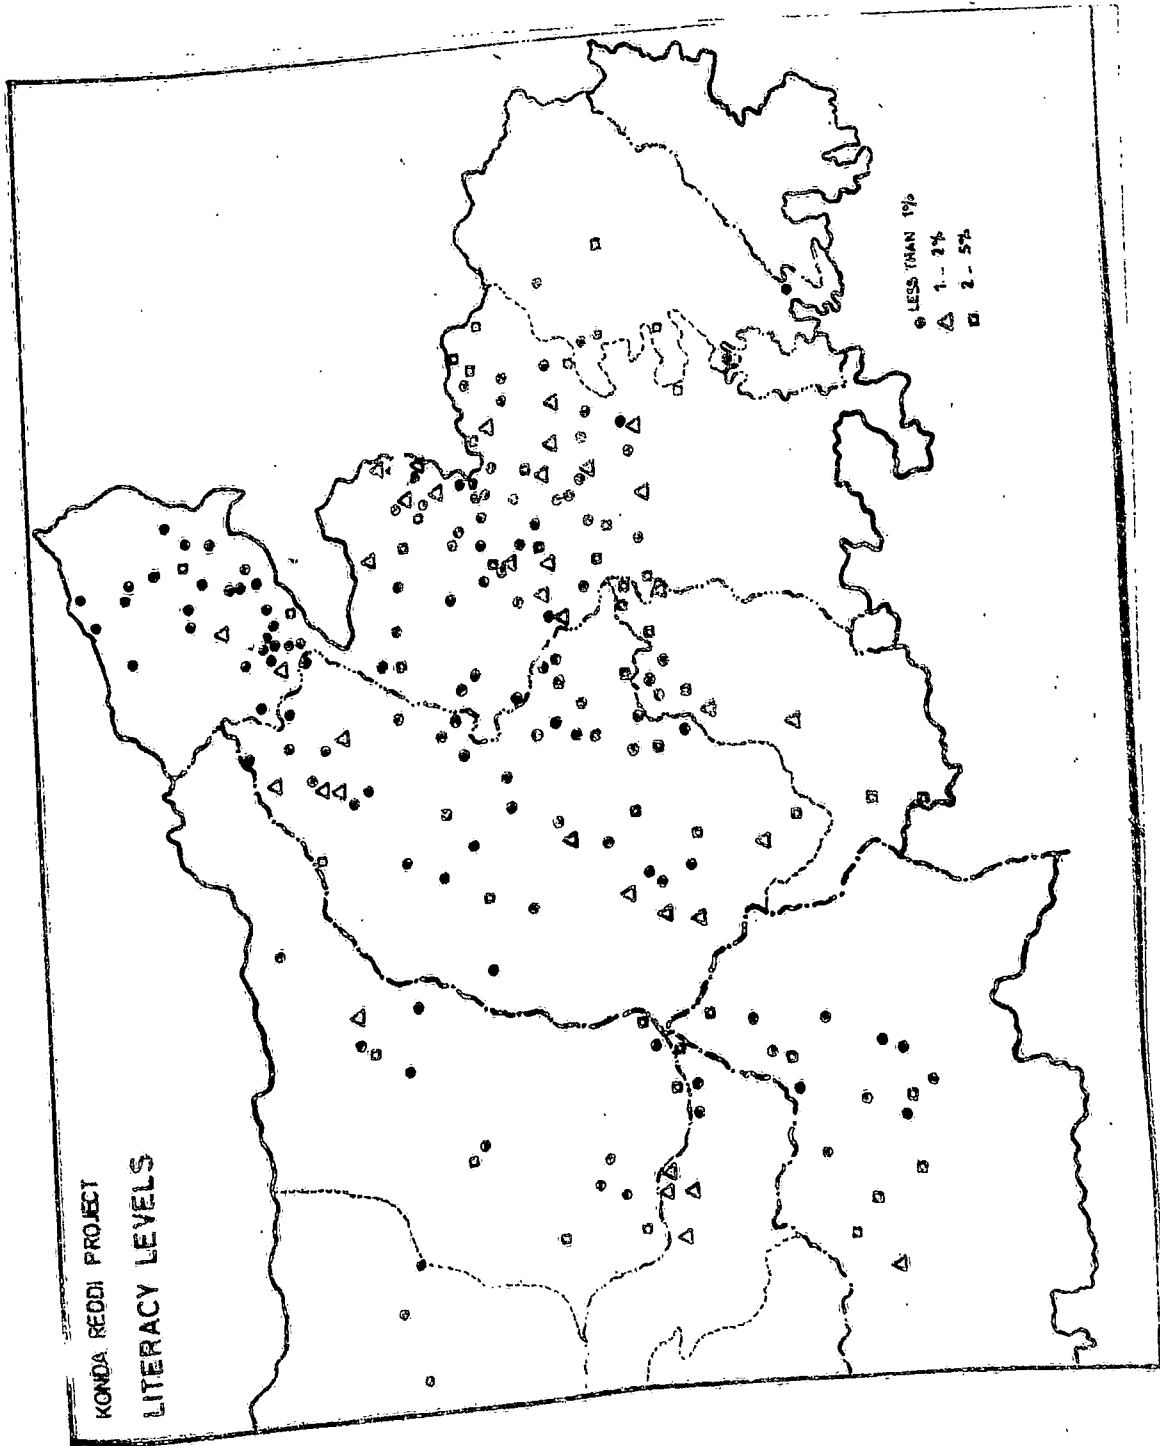 KONDA REDDI PROJECT
LITERACY LEVELS
LESS THAN 1%
1 - 2%
2 - 5%